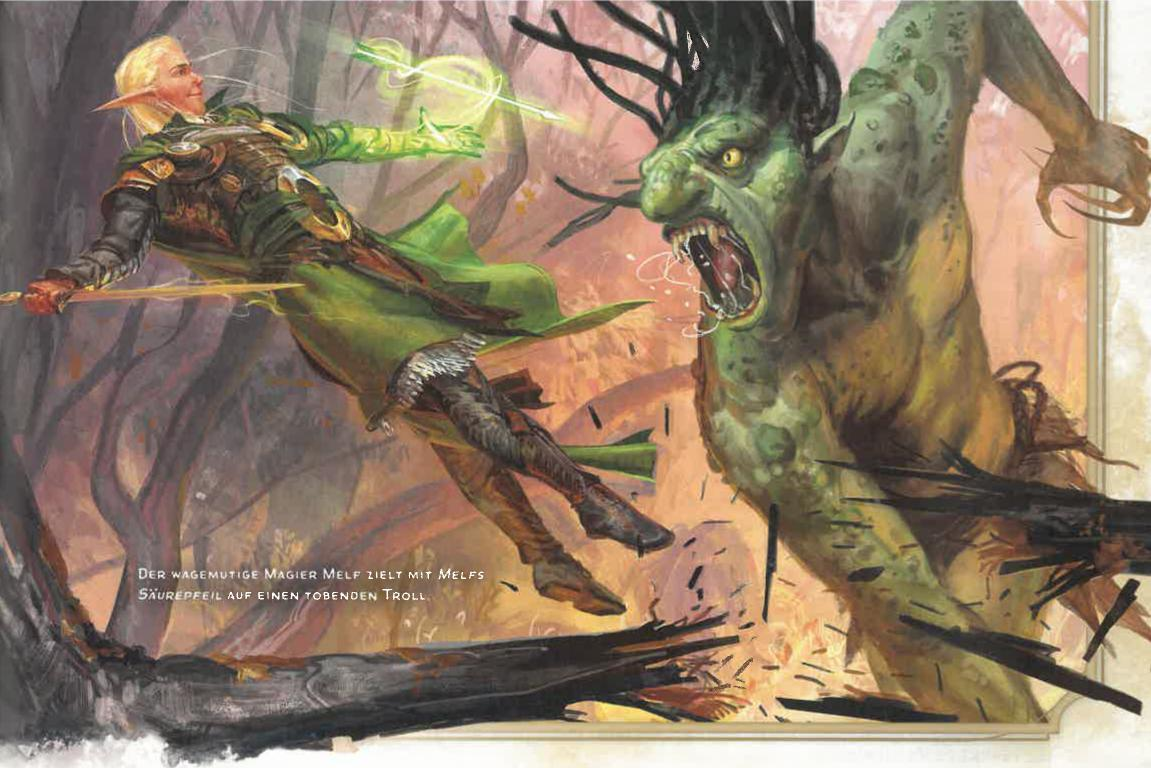 Der wagemutige Magier Melf zielt mit Melfs
Säurepfeil auf einen tobenden Troll.